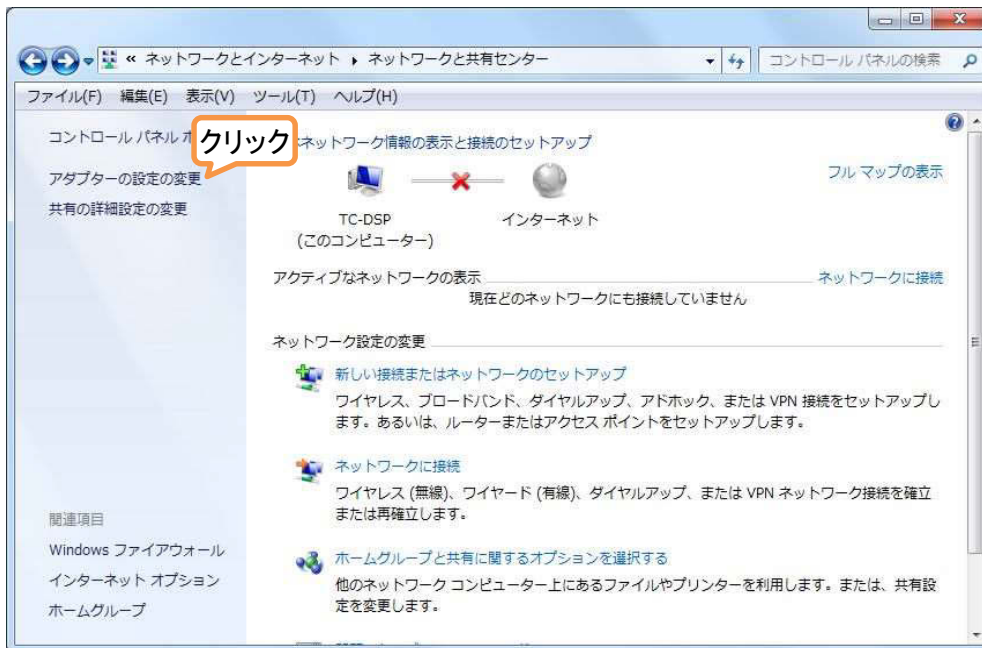 « ネットワークとインターネット ▸ ネットワークと共有センター
コントロール パネルの検索
ファイル(F) 編集(E) 表示(V) ツール(T) ヘルプ(H)
コントロール パネル
クリック
アダプターの設定の変更
共有の詳細設定の変更
関連項目
Windows ファイアウォール
インターネット オプション
ホームグループ
ネットワーク情報の表示と接続のセットアップ
フル マップの表示
TC-DSP
(このコンピューター)
インターネット
アクティブなネットワークの表示
ネットワークに接続
現在どのネットワークにも接続していません
ネットワーク設定の変更
新しい接続またはネットワークのセットアップ
ワイヤレス、ブロードバンド、ダイヤルアップ、アドホック、または VPN 接続をセットアップし
ます。あるいは、ルーターまたはアクセス ポイントをセットアップします。
ネットワークに接続
ワイヤレス (無線)、ワイヤード (有線)、ダイヤルアップ、または VPN ネットワーク接続を確立
または再確立します。
ホームグループと共有に関するオプションを選択する
他のネットワーク コンピューター上にあるファイルやプリンターを利用します。または、共有設
定を変更します。